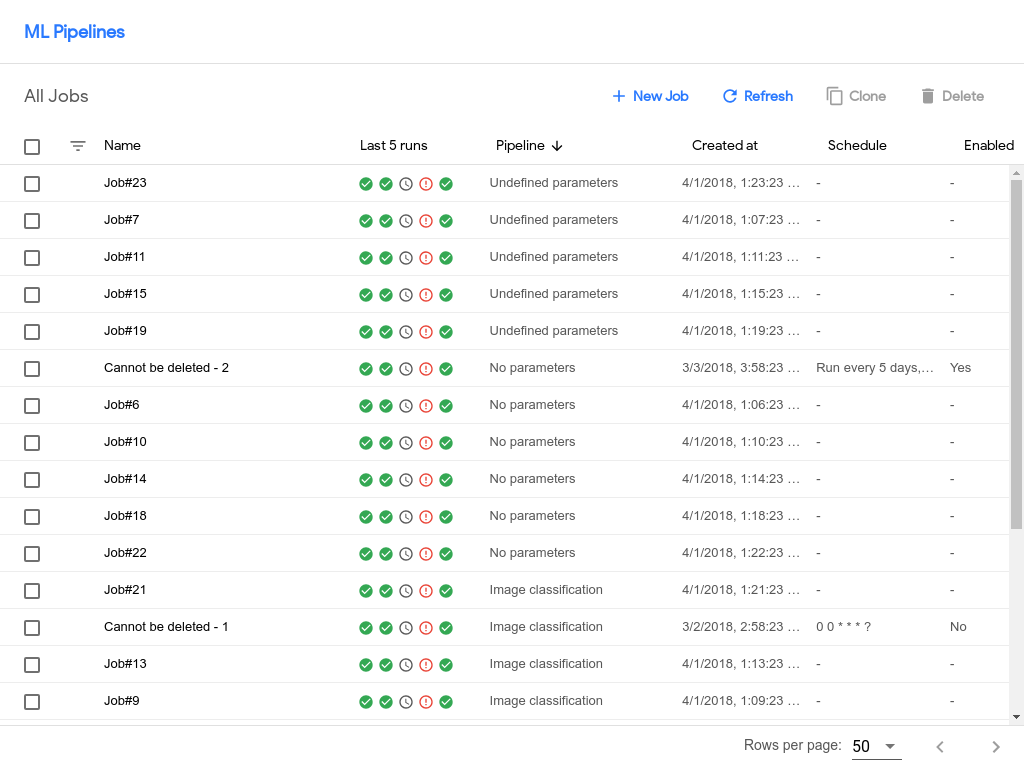 ML Pipelines
All Jobs
New Job Refresh Clone Delete
Name Last 5 runs Pipeline Created at Schedule Enabled
Job#23 Undefined parameters 4/1/2018, 1:23:23 … - -
Job#7 Undefined parameters 4/1/2018, 1:07:23 … - -
Job#11 Undefined parameters 4/1/2018, 1:11:23 … - -
Job#15 Undefined parameters 4/1/2018, 1:15:23 … - -
Job#19 Undefined parameters 4/1/2018, 1:19:23 … - -
Cannot be deleted - 2 No parameters 3/3/2018, 3:58:23 … Run every 5 days,… Yes
Job#6 No parameters 4/1/2018, 1:06:23 … - -
Job#10 No parameters 4/1/2018, 1:10:23 … - -
Job#14 No parameters 4/1/2018, 1:14:23 … - -
Job#18 No parameters 4/1/2018, 1:18:23 … - -
Job#22 No parameters 4/1/2018, 1:22:23 … - -
Job#21 Image classification 4/1/2018, 1:21:23 … - -
Cannot be deleted - 1 Image classification 3/2/2018, 2:58:23 … 0 0 * * * ? No
Job#13 Image classification 4/1/2018, 1:13:23 … - -
Job#9 Image classification 4/1/2018, 1:09:23 … - -
Rows per page: 50